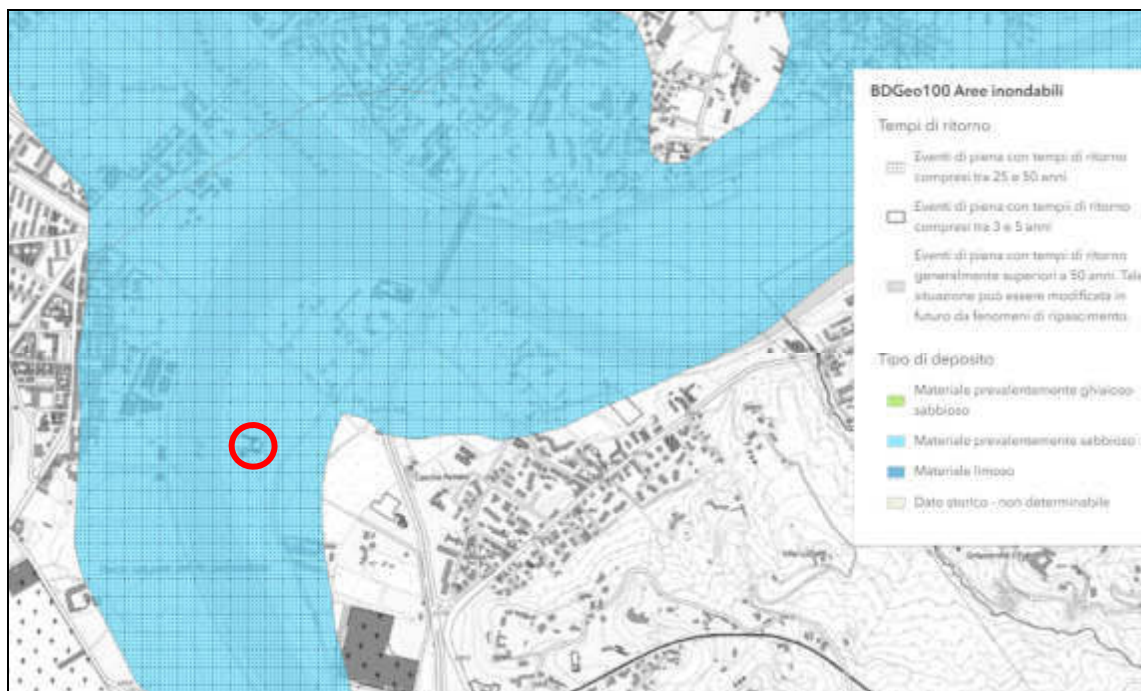 BDGeo100 Aree inondabili
Tempi di ritorno
Eventi di piena con tempi di ritorno
compresi tra 25 e 50 anni
Eventi di piena con tempi di ritorno
compresi tra 3 e 5 anni
Eventi di piena con tempi di ritorno
generalmente superiori a 50 anni. Tale
situazione può essere modificata in
futuro da fenomeni di ripascimento.
Tipo di deposito
Materiale prevalentemente ghiaioso
sabbioso
Materiale prevalentemente sabbioso
Materiale limoso
Dato storico - non determinabile